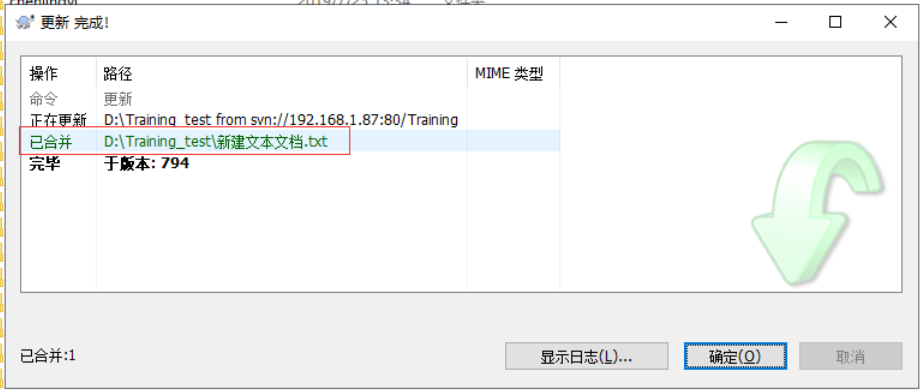 更新 完成!
操作 路径 MIME 类型
命令 更新
正在更新 D:\Training_test from svn://192.168.1.87:80/Training
已合并 D:\Training_test\新建文本文档.txt
完毕 于版本: 794
已合并:1
显示日志(L)... 确定(O) 取消